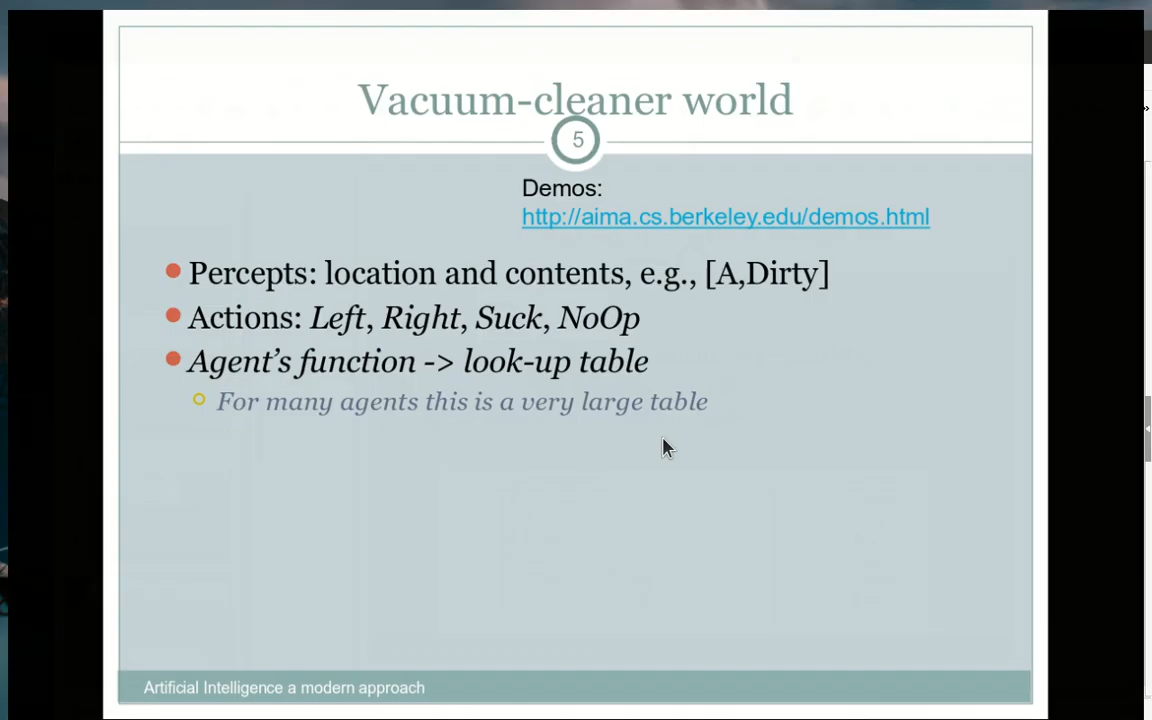 Vacuum-cleaner world
5
Demos:
http://aima.cs.berkeley.edu/demos.html
Percepts: location and contents, e.g., [A,Dirty]
Actions: Left, Right, Suck, NoOp
Agent's function -> look-up table
For many agents this is a very large table
Artificial Intelligence a modern approach